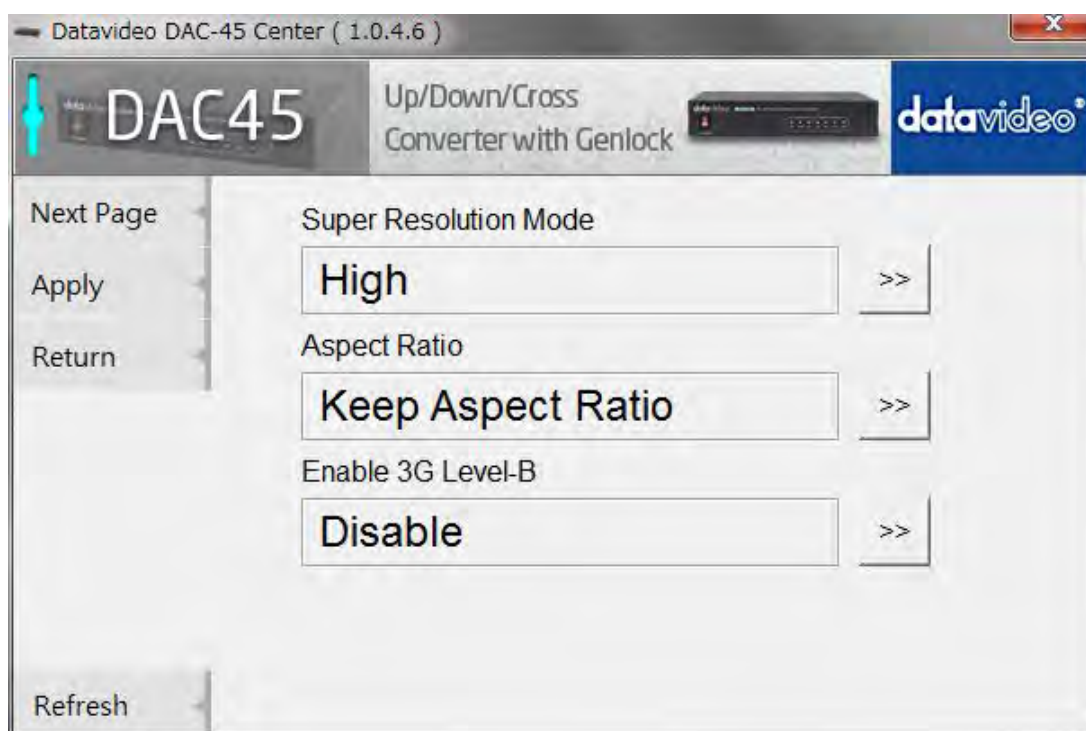 Datavideo DAC-45 Center ( 1.0.4.6 )
X
DAC45
Up/Down/Cross
Converter with Genlock
datavideo®
Next Page
Apply
Return
Super Resolution Mode
High
>>
Aspect Ratio
Keep Aspect Ratio
>>
Enable 3G Level-B
Disable
>>
Refresh